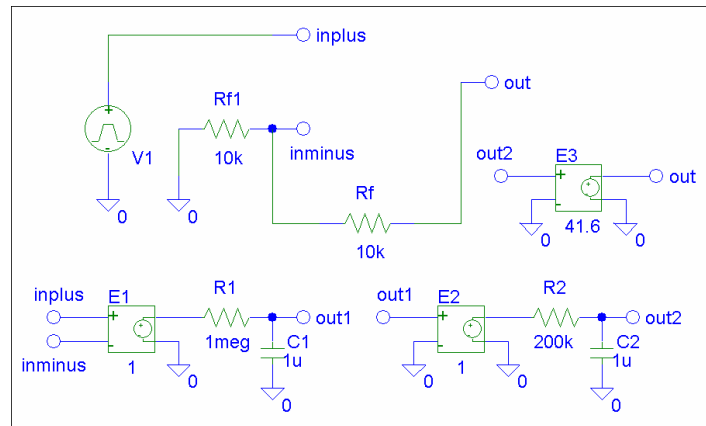 inplus
out
Rf1
V1
10k
inminus
out2
E3
out
0
0
Rf
0
0
41.6
10k
inplus
E1
R1
out1
out1
E2
R2
out2
1meg
C1
1u
200k
C2
1u
inminus
0
0
0
1
1
0
0